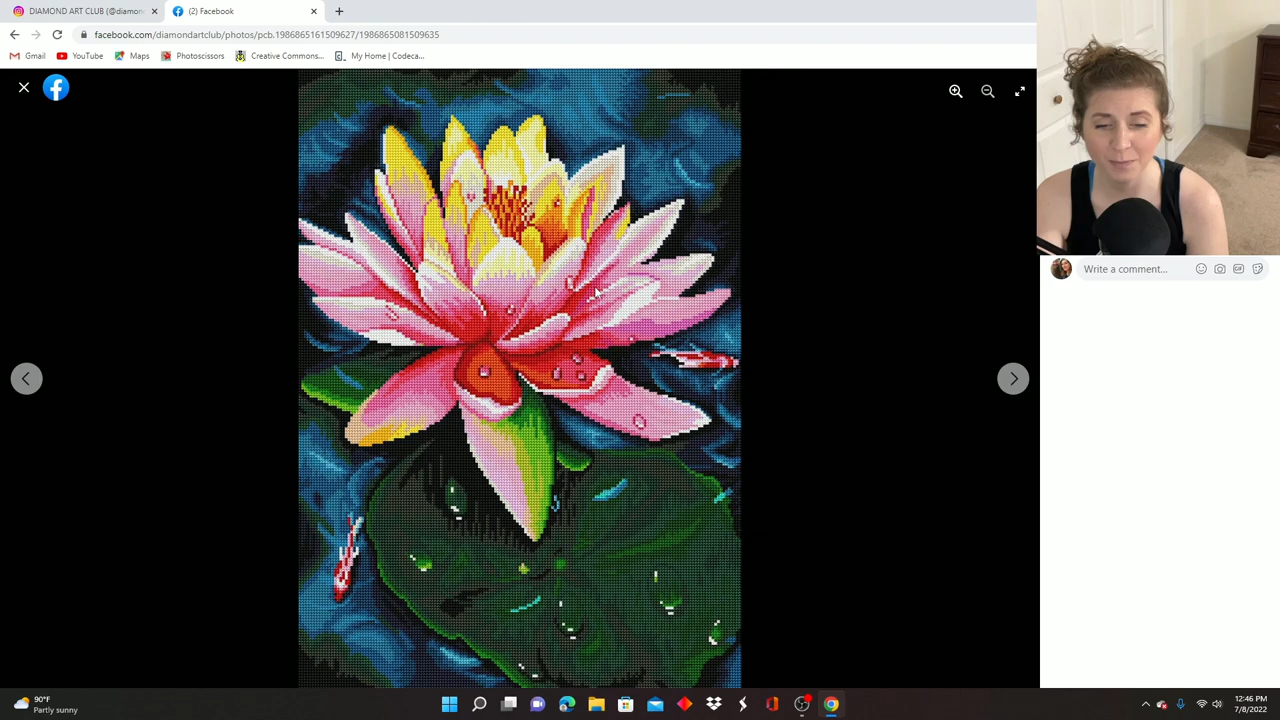 DIAMOND ART CLUB (@diamon
(2) Facebook
facebook.com/diamondartclub/photos/pcb.1986865161509627/1986865081509635
Gmail
YouTube
Maps
Photoscissors
Creative Commons...
My Home | Codeca...
Write a comment...
GIF
90°F
Partly sunny
12:46 PM
7/8/2022